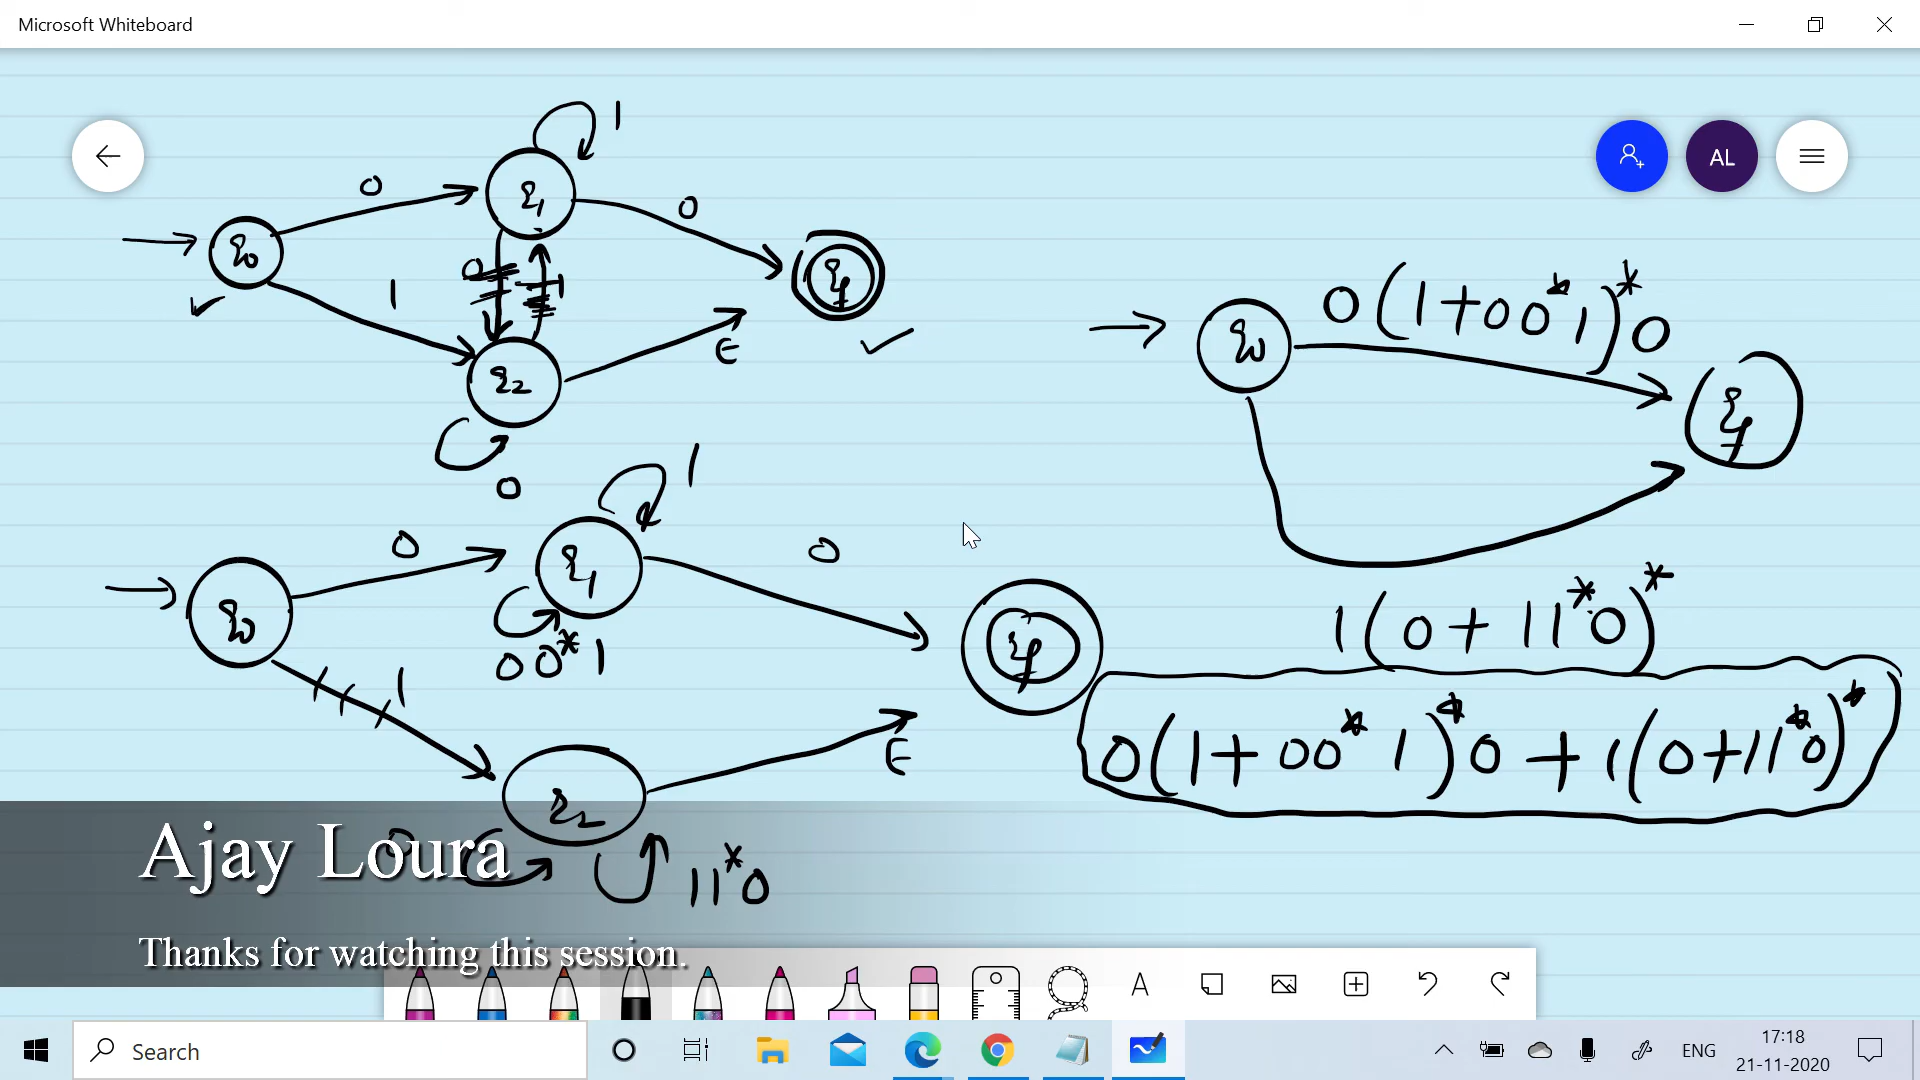 Microsoft Whiteboard
AL
1
0
q1
0
q0
0
1
1
qf
q2
ε
0
0(1+00*1)*0
q0
qf
1(0+11*0)*
1
0
q1
0
q0
00*1
qf
1
q2
ε
0
11*0
0(1+00*1)*0+1(0+11*0)*
Ajay Loura
Thanks for watching this session.
A
Search
ENG
17:18
21-11-2020